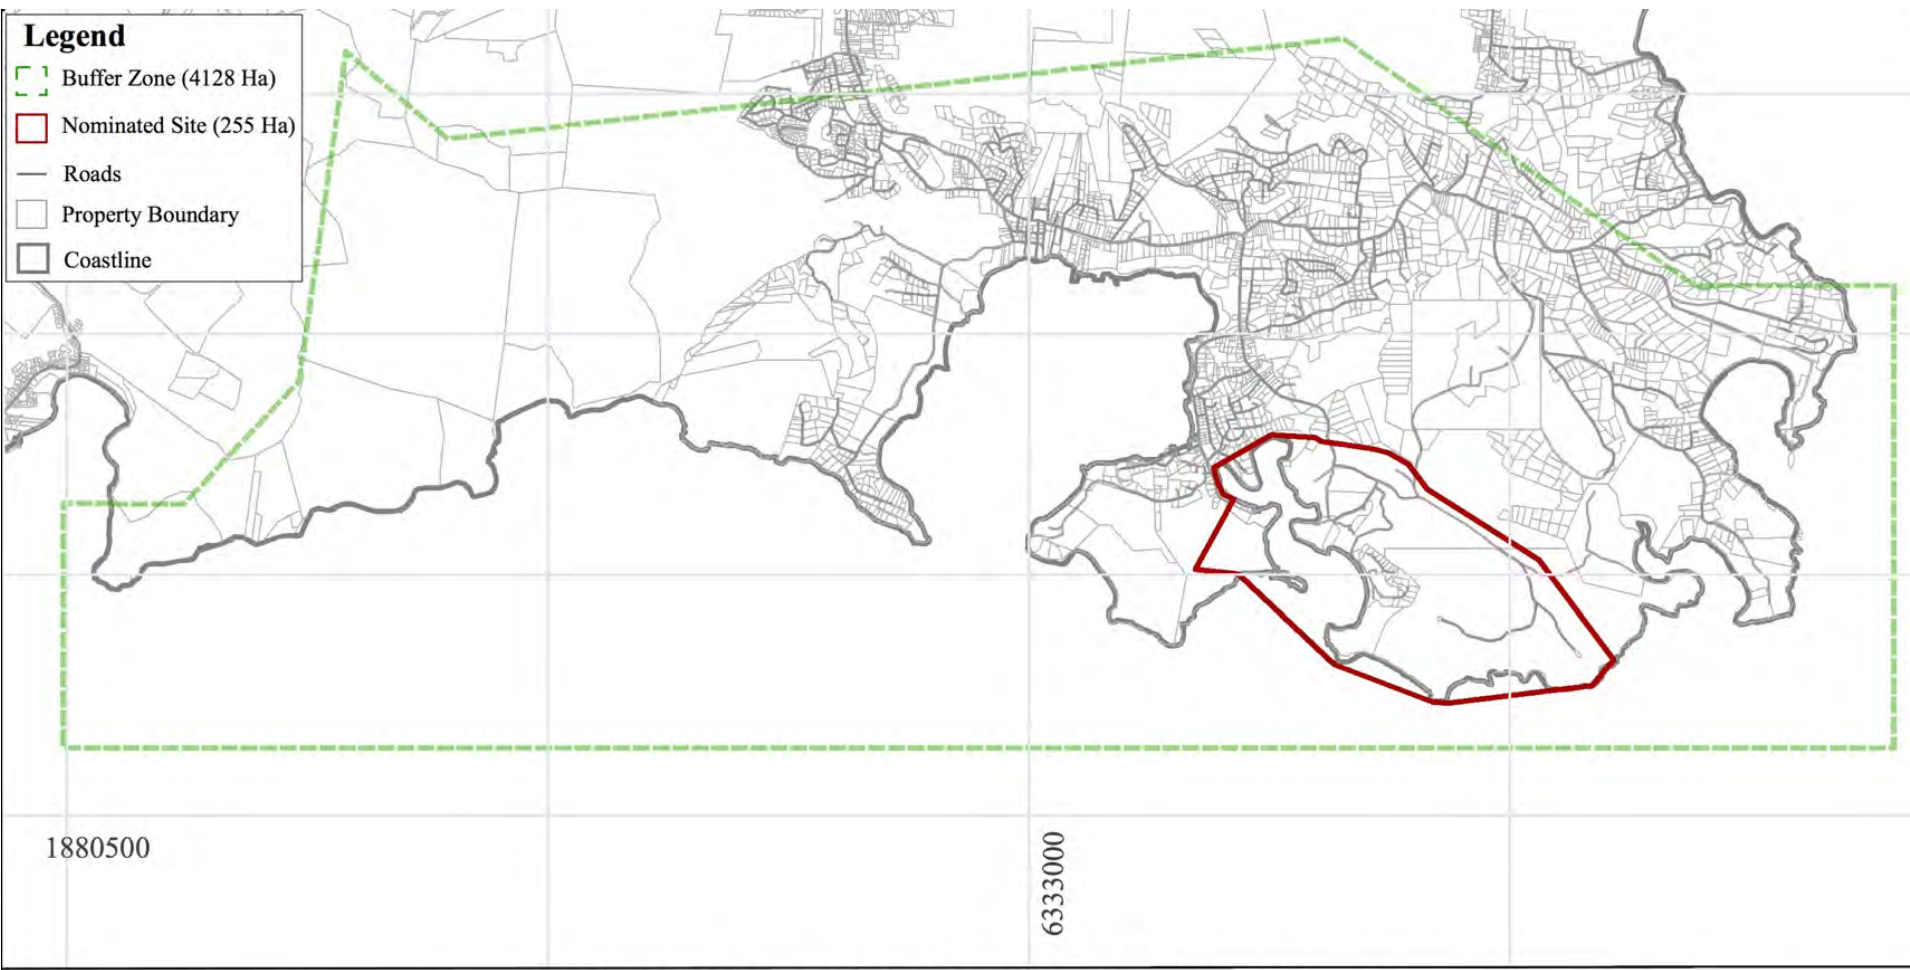 Legend
Buffer Zone (4128 Ha)
Nominated Site (255 Ha)
Roads
Property Boundary
Coastline
1880500
6333000